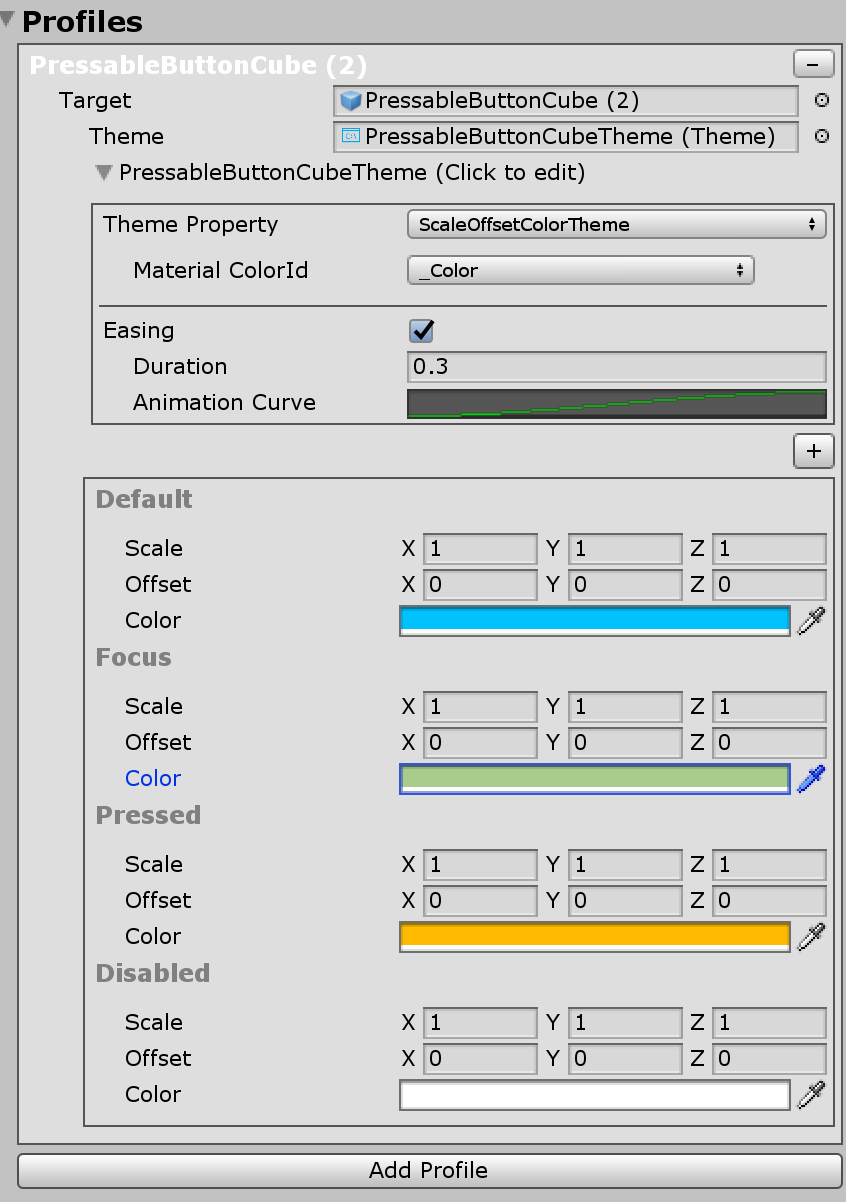 Profiles
PressableButtonCube (2) −
Target PressableButtonCube (2)
Theme PressableButtonCubeTheme (Theme)
PressableButtonCubeTheme (Click to edit)
Theme Property ScaleOffsetColorTheme
Material ColorId _Color
Easing
Duration 0.3
Animation Curve
+
Default
Scale X 1 Y 1 Z 1
Offset X 0 Y 0 Z 0
Color
Focus
Scale X 1 Y 1 Z 1
Offset X 0 Y 0 Z 0
Color
Pressed
Scale X 1 Y 1 Z 1
Offset X 0 Y 0 Z 0
Color
Disabled
Scale X 1 Y 1 Z 1
Offset X 0 Y 0 Z 0
Color
Add Profile